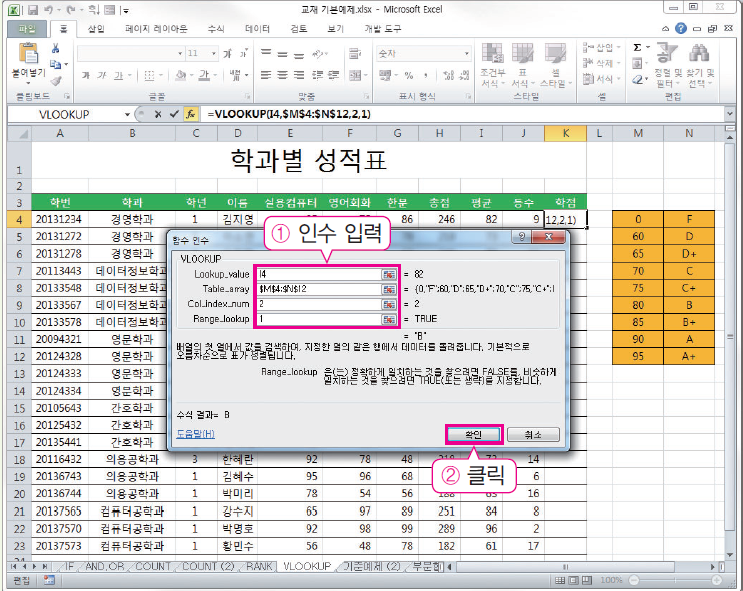 교재 기본예제.xlsx - Microsoft Excel
파일 홈 삽입 페이지 레이아웃 수식 데이터 검토 보기 개발 도구
붙여넣기 11 숫자 조건부 서식 표 서식 셀 스타일 삽입 삭제 서식 정렬 및 필터 찾기 및 선택
클립보드 글꼴 맞춤 표시 형식 스타일 셀 편집
VLOOKUP =VLOOKUP(I4,$M$4:$N$12,2,1)
A B C D E F G H I J K L M N
1 학과별 성적표
2
3 학번 학과 학년 이름 실용컴퓨터 영어회화 한문 총점 평균 등수 학점
4 20131234 경영학과 1 김지영 86 246 82 9 12,2,1) 0 F
5 20131272 경영학과 60 D
6 20131278 경영학과 65 D+
7 20113443 데이터정보학과 70 C
8 20133548 데이터정보학과 75 C+
9 20133567 데이터정보학과 80 B
10 20133578 데이터정보학과 85 B+
11 20094321 영문학과 90 A
12 20124328 영문학과 95 A+
13 20124333 영문학과
14 20124334 영문학과
15 20105643 간호학과
16 20125432 간호학과
17 20135441 간호학과
18 20116432 의용공학과 3 한혜란 92 78 48 218 73 14
19 20136743 의용공학과 1 김혜수 95 96 68 6
20 20136744 의용공학과 1 박미리 78 54 56 188 63 16
21 20137565 컴퓨터공학과 1 강수지 65 97 89 251 84 8
22 20137570 컴퓨터공학과 1 박명호 92 98 99 289 96 2
23 20137573 컴퓨터공학과 1 황민수 56 48 78 182 61 17
① 인수 입력
함수 인수
VLOOKUP
Lookup_value I4 = 82
Table_array $M$4:$N$12 = {0,"F";60,"D";65,"D+";70,"C";75,"C+";
Col_index_num 2 = 2
Range_lookup 1 = TRUE
= "B"
배열의 첫 열에서 값을 검색하여, 지정한 열의 같은 행에서 데이터를 돌려줍니다. 기본적으로
오름차순으로 표가 정렬됩니다.
Range_lookup 은(는) 정확하게 일치하는 것을 찾으려면 FALSE를, 비슷하게
일치하는 것을 찾으려면 TRUE(또는 생략)를 지정합니다.
수식 결과= B
도움말(H) 확인 취소
② 클릭
IF AND,OR COUNT COUNT (2) RANK VLOOKUP 기준예제 (2) 부문합
편집 100%